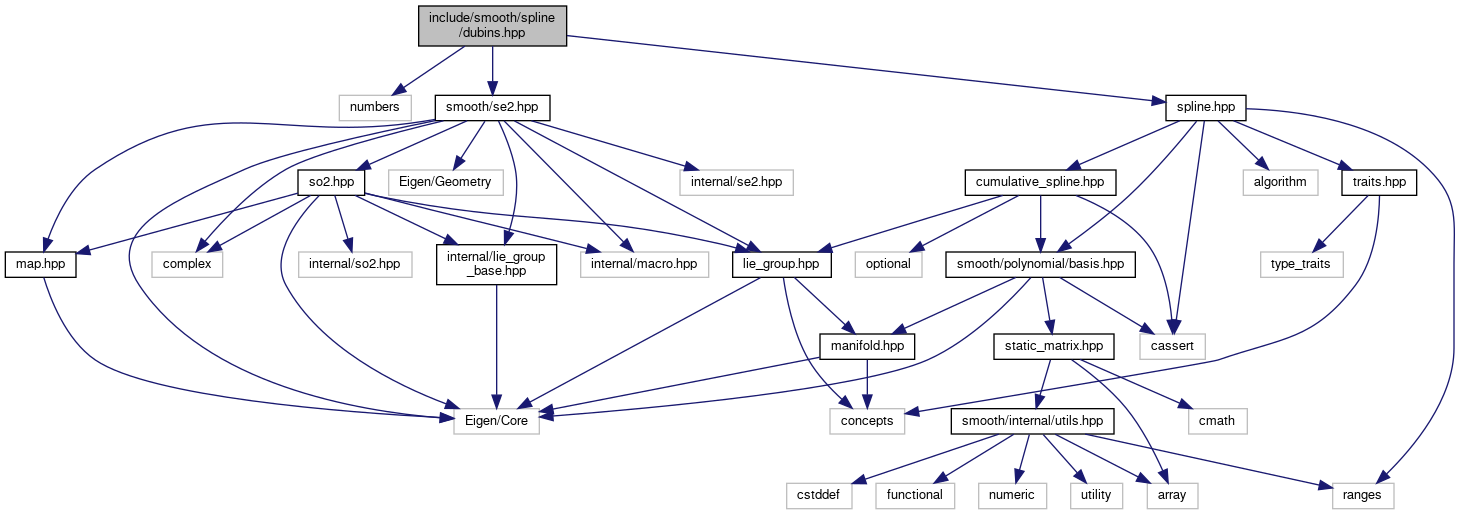 include/smooth/spline
/dubins.hpp
numbers
smooth/se2.hpp
spline.hpp
so2.hpp
Eigen/Geometry
internal/se2.hpp
cumulative_spline.hpp
algorithm
traits.hpp
map.hpp
complex
internal/so2.hpp
internal/lie_group
_base.hpp
internal/macro.hpp
lie_group.hpp
optional
smooth/polynomial/basis.hpp
type_traits
manifold.hpp
static_matrix.hpp
cassert
Eigen/Core
concepts
smooth/internal/utils.hpp
cmath
cstddef
functional
numeric
utility
array
ranges